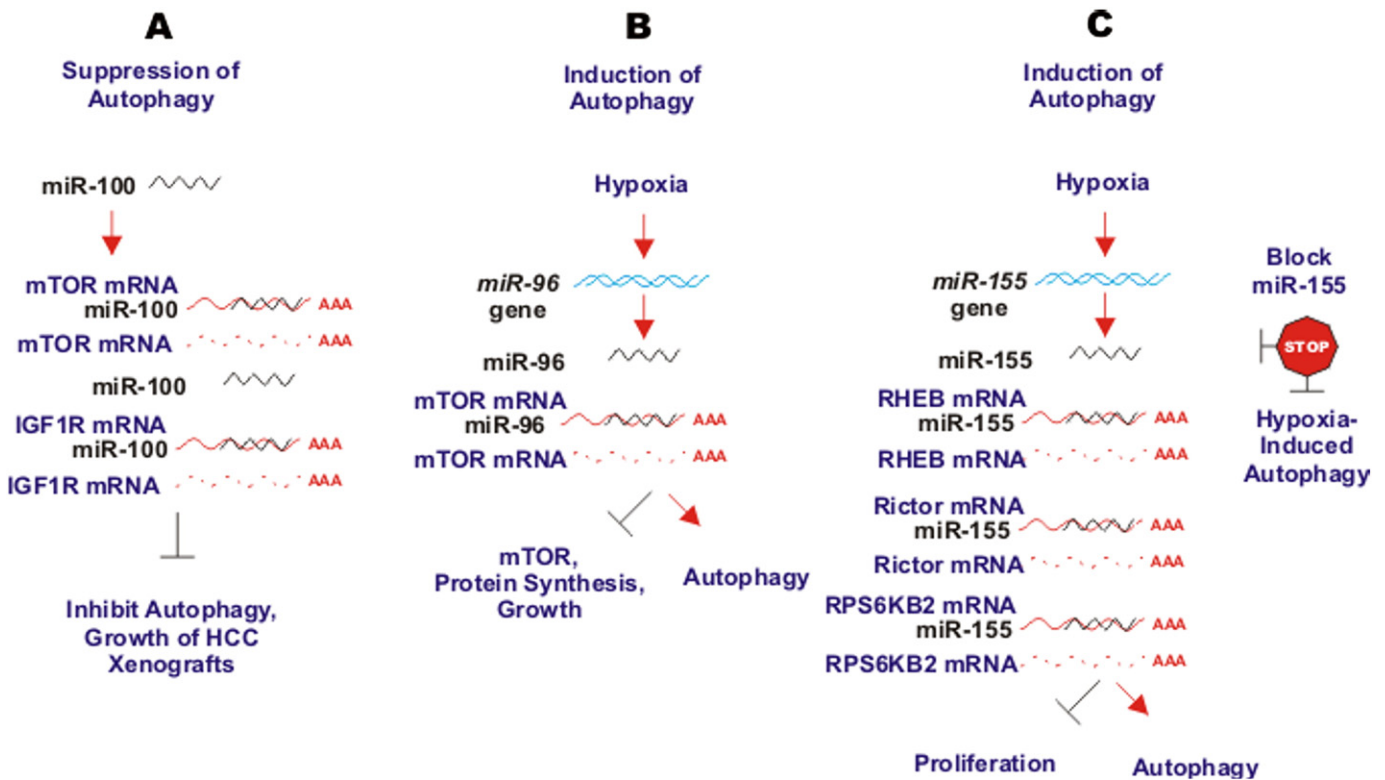 A
Suppression of
Autophagy
miR-100
mTOR mRNA
miR-100
AAA
mTOR mRNA
AAA
miR-100
IGF1R mRNA
miR-100
AAA
IGF1R mRNA
AAA
Inhibit Autophagy,
Growth of HCC
Xenografts
B
Induction of
Autophagy
Hypoxia
miR-96
gene
miR-96
mTOR mRNA
miR-96
AAA
mTOR mRNA
AAA
mTOR,
Protein Synthesis,
Growth
Autophagy
C
Induction of
Autophagy
Hypoxia
miR-155
gene
miR-155
RHEB mRNA
miR-155
AAA
RHEB mRNA
AAA
Rictor mRNA
miR-155
AAA
Rictor mRNA
AAA
RPS6KB2 mRNA
miR-155
AAA
RPS6KB2 mRNA
AAA
Proliferation
Autophagy
Block
miR-155
STOP
Hypoxia-
Induced
Autophagy